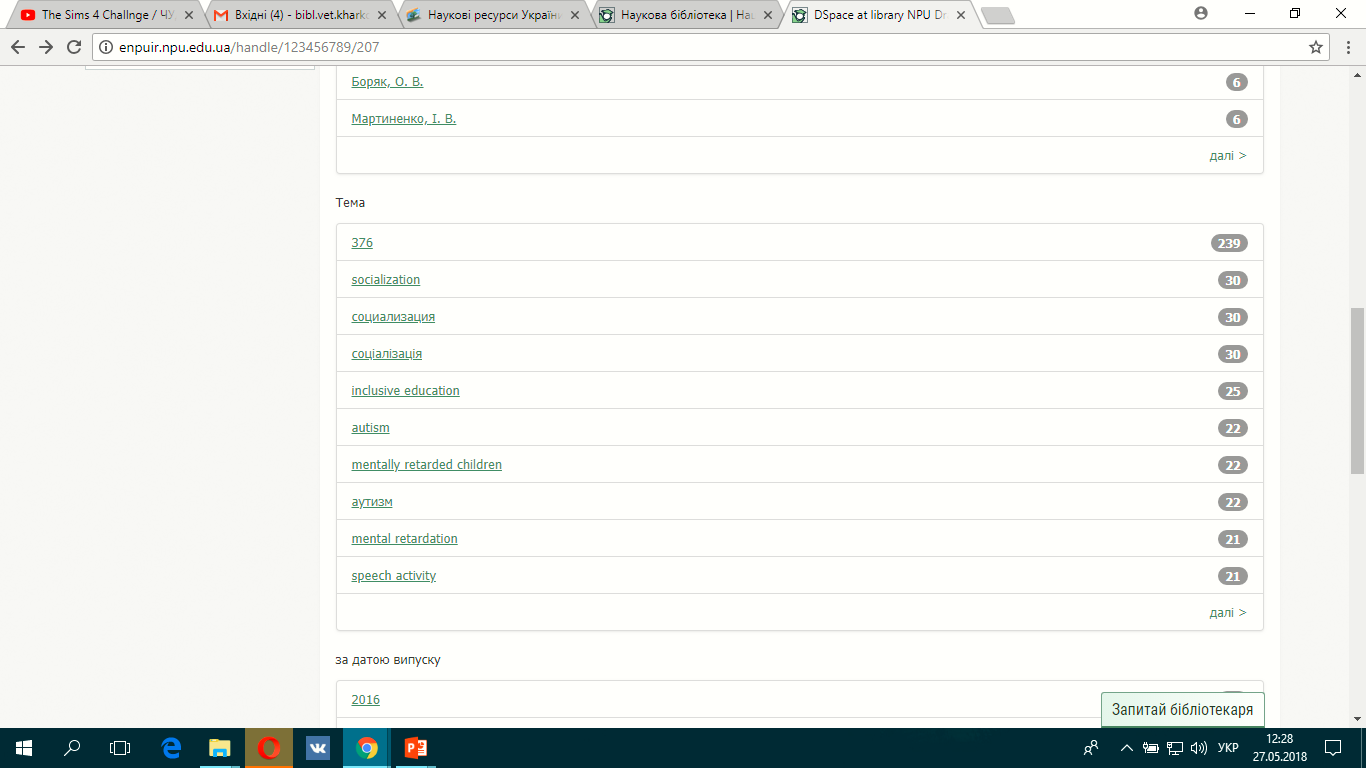 The Sims 4 Challnge / ЧУ
Вхідні (4) - bibl.vet.khark
Наукові ресурси Україн
Наукова бібліотека | На
DSpace at library NPU Dr
enpuir.npu.edu.ua/handle/123456789/207
Боряк, О. В. 6
Мартиненко, І. В. 6
далі >
Тема
376 239
socialization 30
социализация 30
соціалізація 30
inclusive education 25
autism 22
mentally retarded children 22
аутизм 22
mental retardation 21
speech activity 21
далі >
за датою випуску
2016
Запитай бібліотекаря
УКР
12:28
27.05.2018